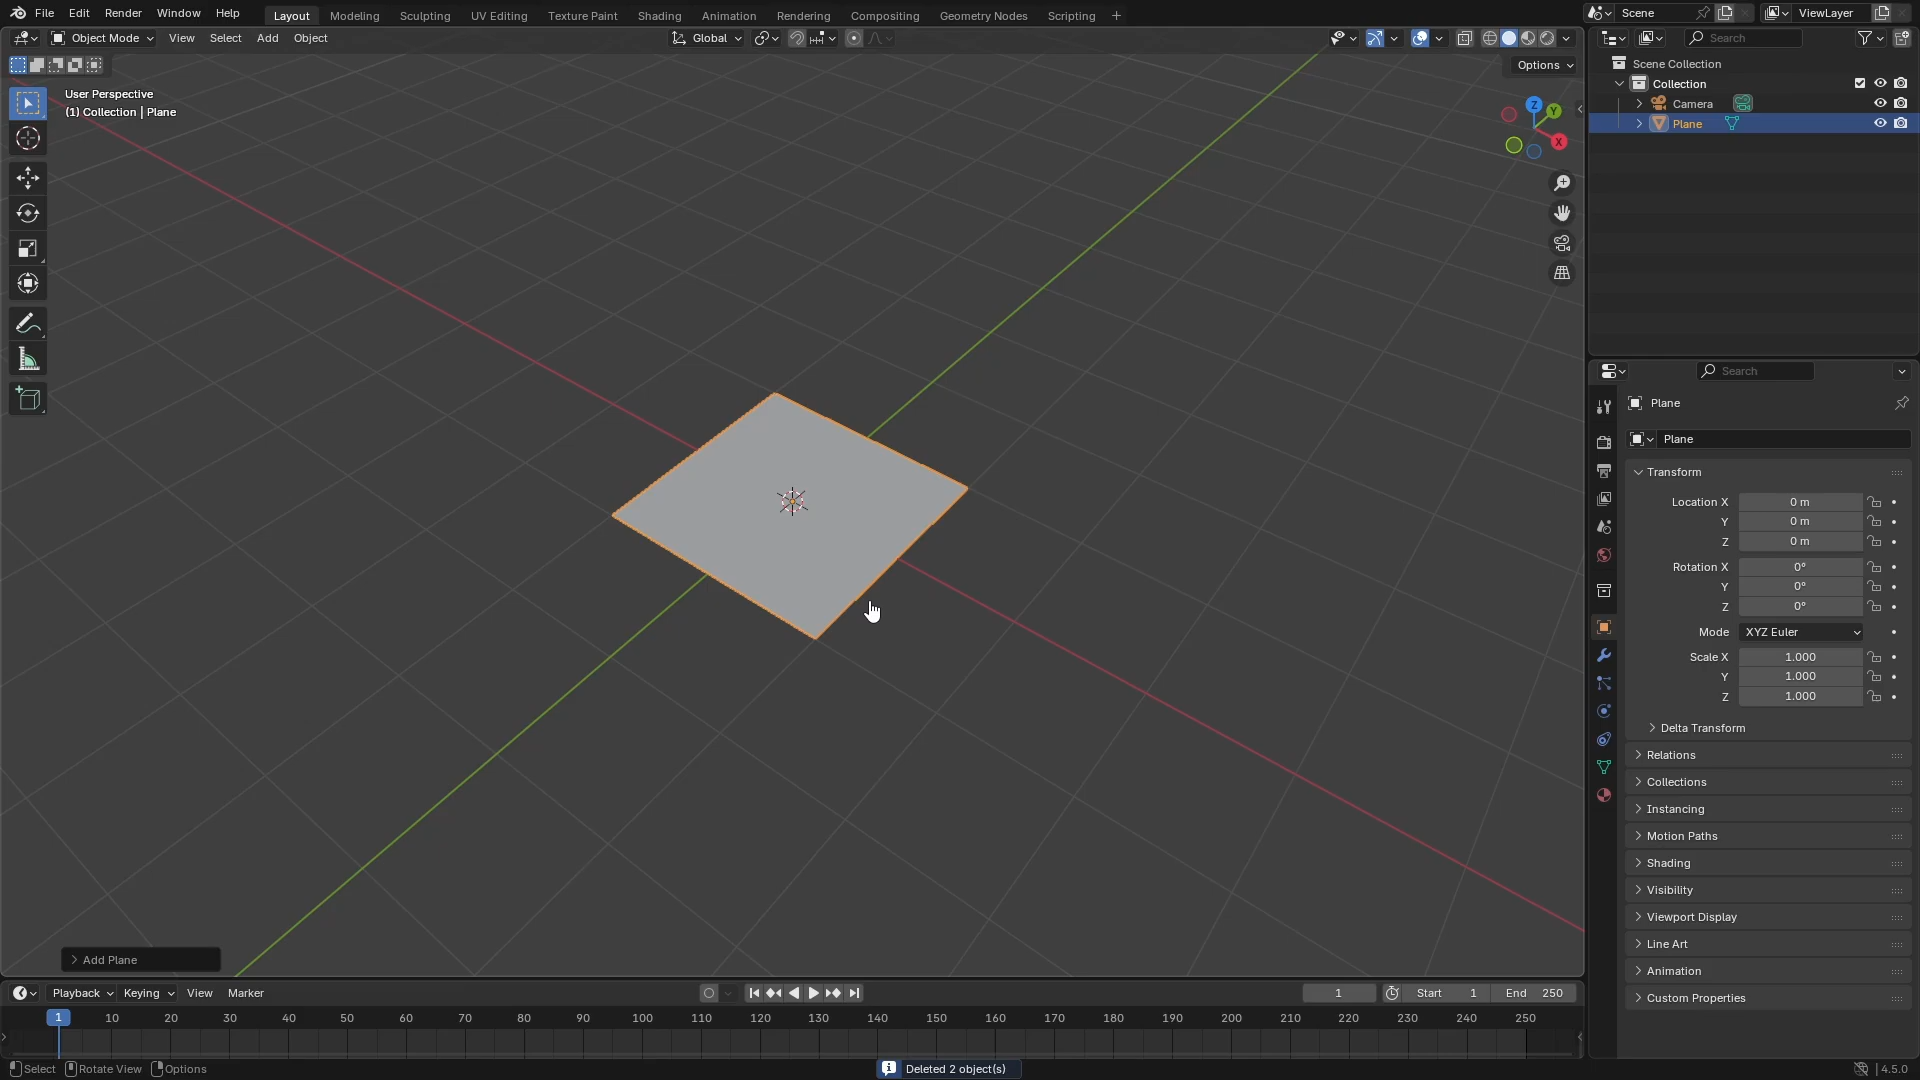 File Edit Render Window Help
Layout Modeling Sculpting UV Editing Texture Paint Shading Animation Rendering Compositing Geometry Nodes Scripting +
Scene
ViewLayer
Object Mode View Select Add Object
Global
Search
Options
User Perspective
(1) Collection | Plane
Z
Y
X
Scene Collection
Collection
Camera
Plane
Search
Plane
Plane
Transform
Location X 0 m
Y 0 m
Z 0 m
Rotation X 0°
Y 0°
Z 0°
Mode XYZ Euler
Scale X 1.000
Y 1.000
Z 1.000
Delta Transform
Relations
Collections
Instancing
Motion Paths
Shading
Visibility
Viewport Display
Line Art
Animation
Custom Properties
Add Plane
Playback Keying View Marker
1 Start 1 End 250
1 10 20 30 40 50 60 70 80 90 100 110 120 130 140 150 160 170 180 190 200 210 220 230 240 250
Select Rotate View Options
Deleted 2 object(s)
4.5.0